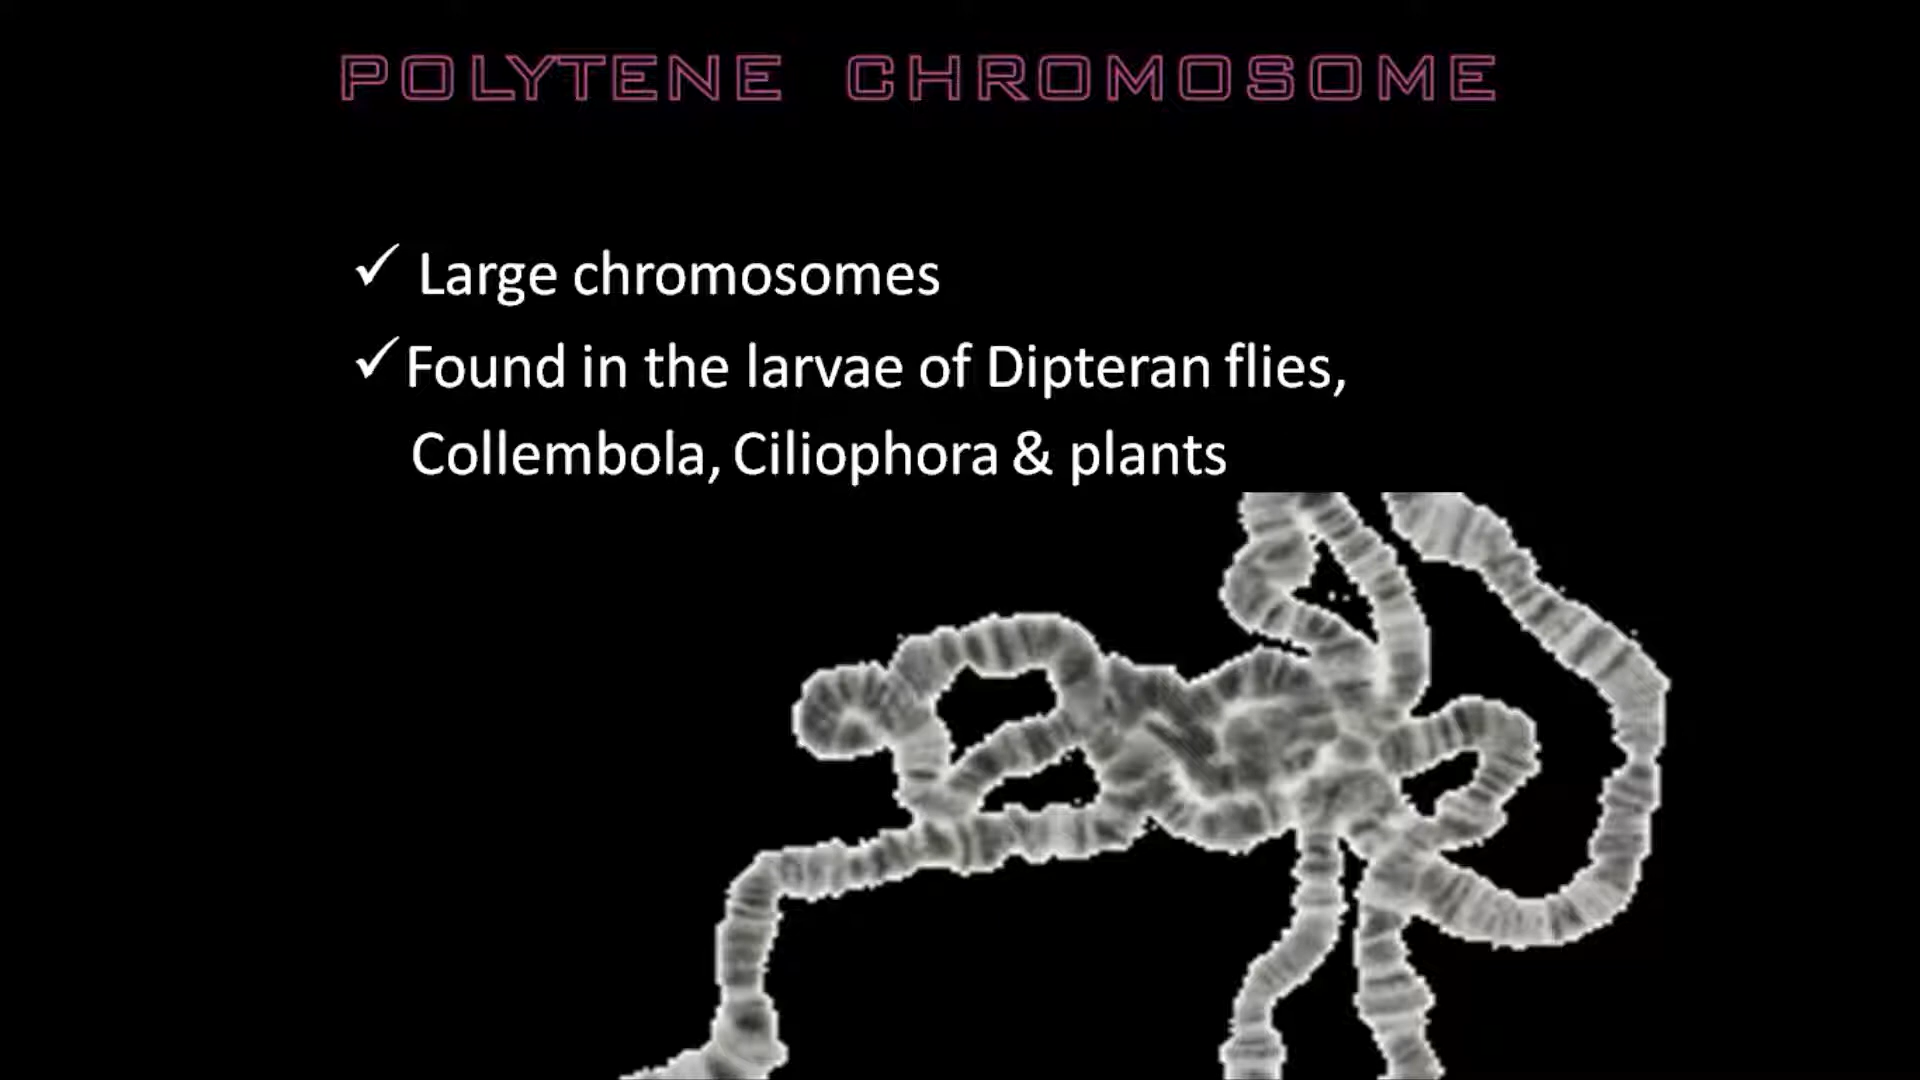 POLYTENE CHROMOSOME
✓ Large chromosomes
✓Found in the larvae of Dipteran flies,
Collembola, Ciliophora & plants